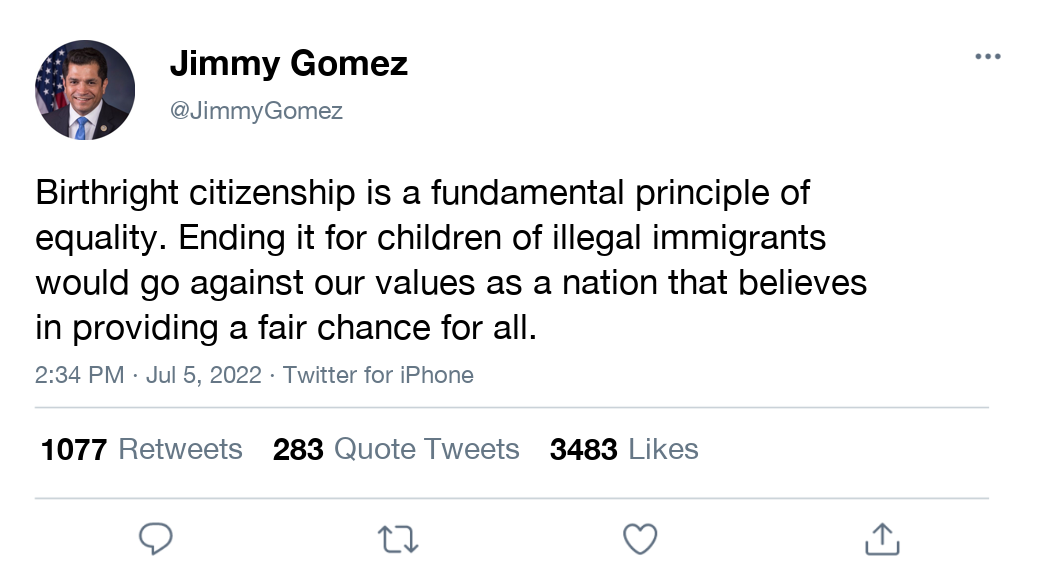 Jimmy Gomez
@JimmyGomez
Birthright citizenship is a fundamental principle of
equality. Ending it for children of illegal immigrants
would go against our values as a nation that believes
in providing a fair chance for all.
2:34 PM · Jul 5, 2022 · Twitter for iPhone
1077 Retweets 283 Quote Tweets 3483 Likes